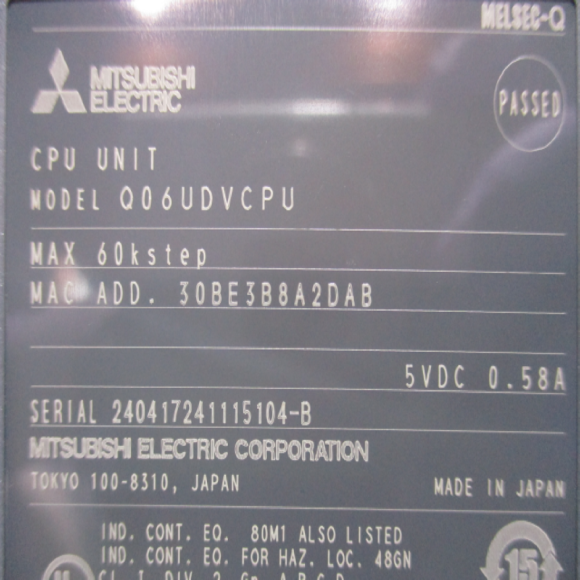 MELSEC-Q
MITSUBISHI
ELECTRIC
PASSED
CPU UNIT
MODEL Q06UDVCPU
MAX 60kstep
MAC ADD. 30BE3B8A2DAB
5VDC 0.58A
SERIAL 240417241115104-B
MITSUBISHI ELECTRIC CORPORATION
TOKYO 100-8310, JAPAN MADE IN JAPAN
IND. CONT. EQ. 80M1 ALSO LISTED
IND. CONT. EQ. FOR HAZ. LOC. 48GN
15